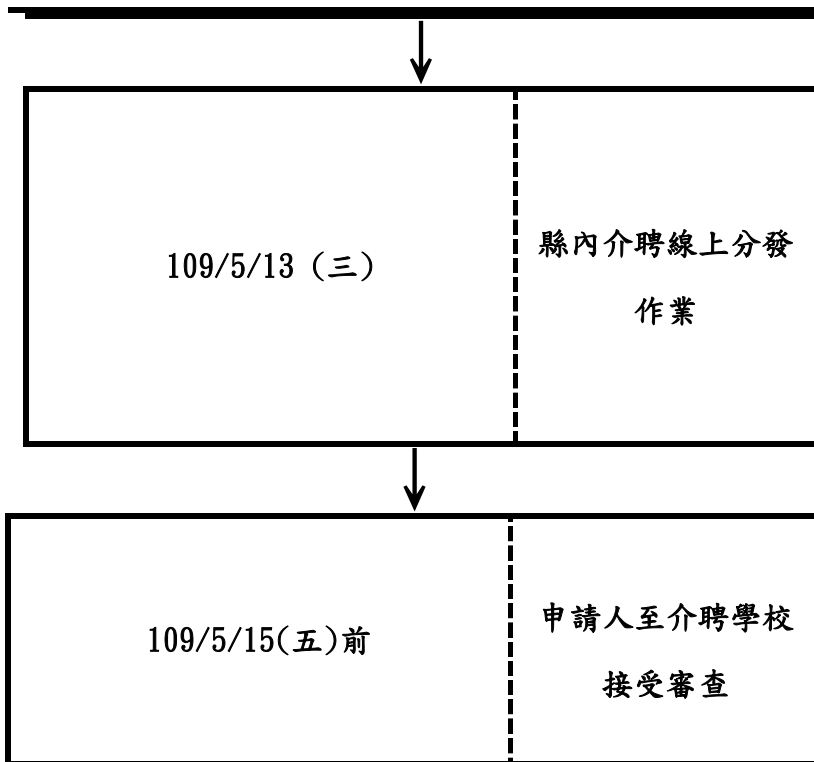 109/5/13 (三)
縣內介聘線上分發
作業
109/5/15(五)前
申請人至介聘學校
接受審查